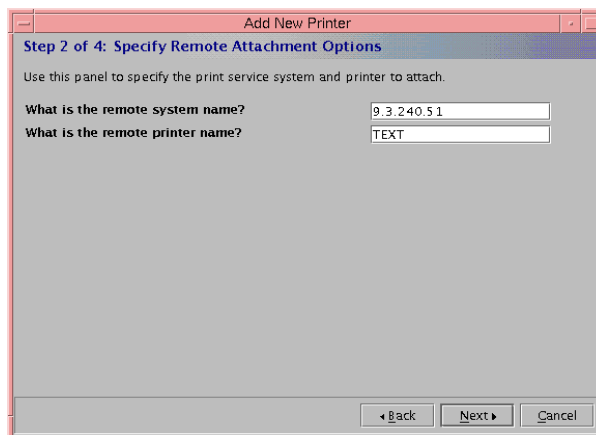 Add New Printer
Step 2 of 4: Specify Remote Attachment Options
Use this panel to specify the print service system and printer to attach.
What is the remote system name? 9.3.240.51
What is the remote printer name? TEXT
Back Next Cancel